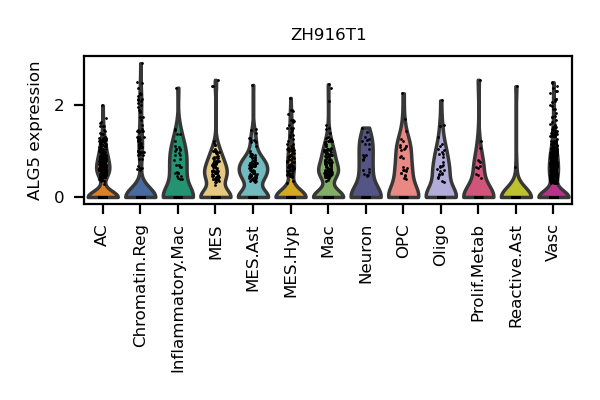 ZH916T1
ALG5 expression
2
0
AC
Chromatin.Reg
Inflammatory.Mac
MES
MES.Ast
MES.Hyp
Mac
Neuron
OPC
Oligo
Prolif.Metab
Reactive.Ast
Vasc